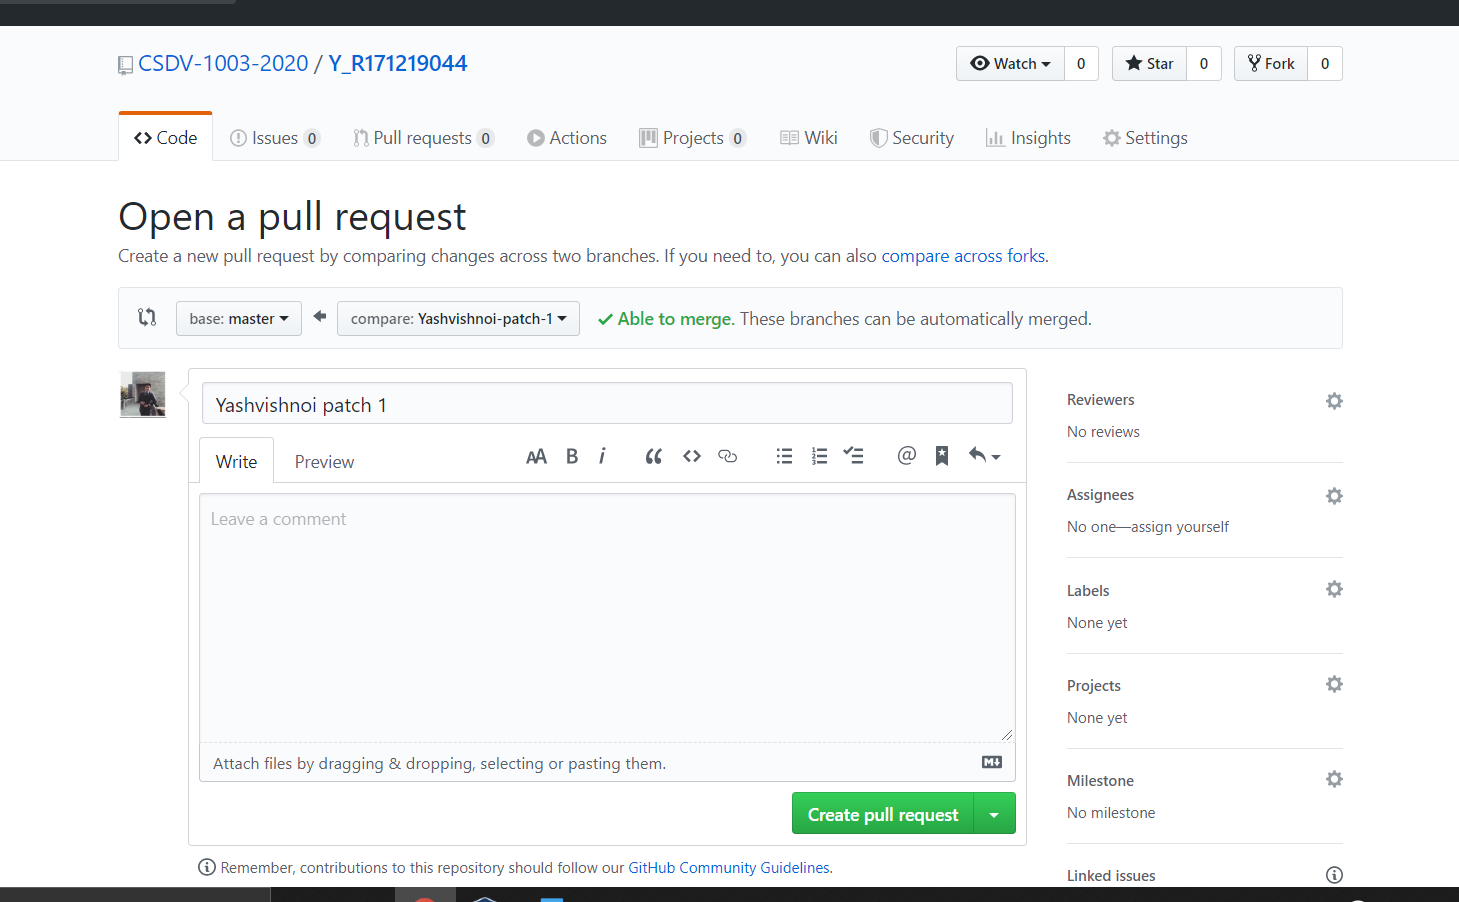 CSDV-1003-2020 / Y_R171219044
Watch 0 Star 0 Fork 0
Code Issues 0 Pull requests 0 Actions Projects 0 Wiki Security Insights Settings
Open a pull request
Create a new pull request by comparing changes across two branches. If you need to, you can also compare across forks.
base: master compare: Yashvishnoi-patch-1 Able to merge. These branches can be automatically merged.
Yashvishnoi patch 1
Write Preview AA B i @
Leave a comment
Attach files by dragging & dropping, selecting or pasting them.
Create pull request
Remember, contributions to this repository should follow our GitHub Community Guidelines.
Reviewers
No reviews
Assignees
No one—assign yourself
Labels
None yet
Projects
None yet
Milestone
No milestone
Linked issues